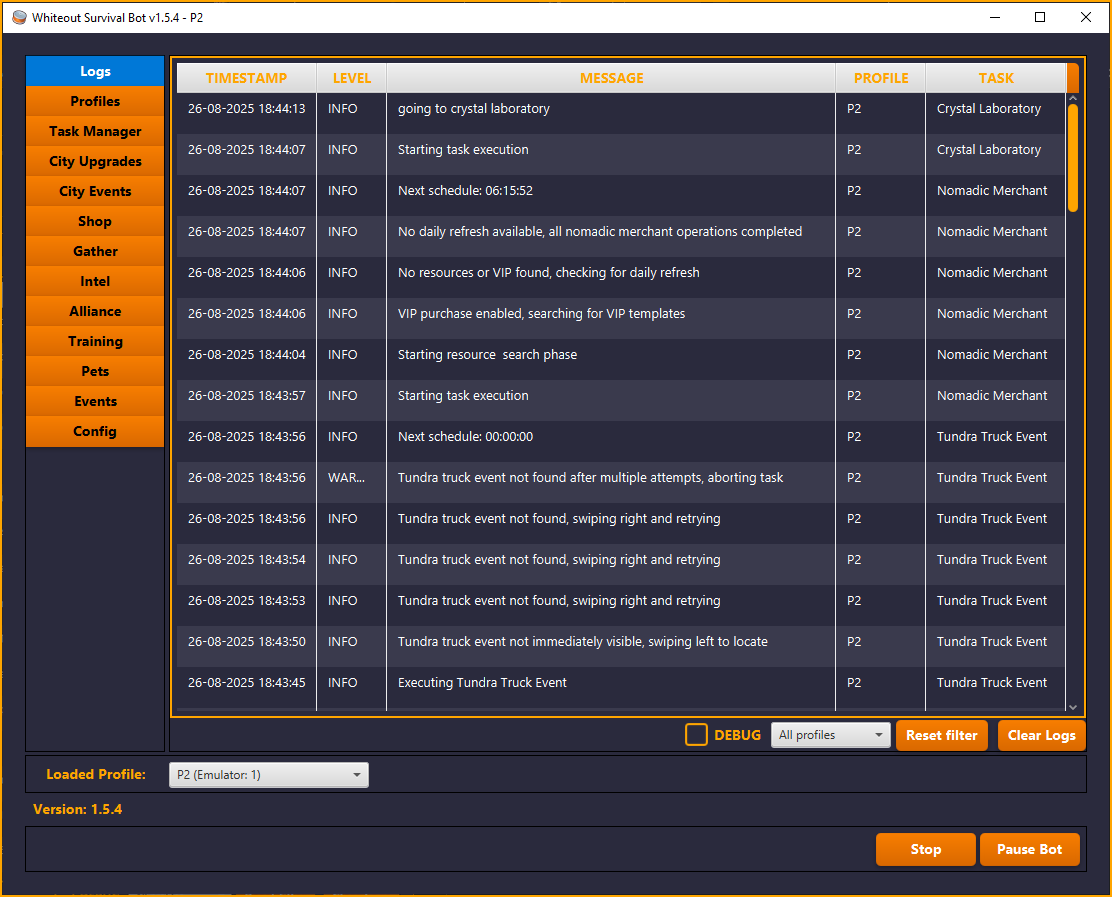 Whiteout Survival Bot v1.5.4 - P2
Logs
Profiles
Task Manager
City Upgrades
City Events
Shop
Gather
Intel
Alliance
Training
Pets
Events
Config
TIMESTAMP LEVEL MESSAGE PROFILE TASK
26-08-2025 18:44:13 INFO going to crystal laboratory P2 Crystal Laboratory
26-08-2025 18:44:07 INFO Starting task execution P2 Crystal Laboratory
26-08-2025 18:44:07 INFO Next schedule: 06:15:52 P2 Nomadic Merchant
26-08-2025 18:44:07 INFO No daily refresh available, all nomadic merchant operations completed P2 Nomadic Merchant
26-08-2025 18:44:06 INFO No resources or VIP found, checking for daily refresh P2 Nomadic Merchant
26-08-2025 18:44:06 INFO VIP purchase enabled, searching for VIP templates P2 Nomadic Merchant
26-08-2025 18:44:04 INFO Starting resource  search phase P2 Nomadic Merchant
26-08-2025 18:43:57 INFO Starting task execution P2 Nomadic Merchant
26-08-2025 18:43:56 INFO Next schedule: 00:00:00 P2 Tundra Truck Event
26-08-2025 18:43:56 WAR... Tundra truck event not found after multiple attempts, aborting task P2 Tundra Truck Event
26-08-2025 18:43:56 INFO Tundra truck event not found, swiping right and retrying P2 Tundra Truck Event
26-08-2025 18:43:54 INFO Tundra truck event not found, swiping right and retrying P2 Tundra Truck Event
26-08-2025 18:43:53 INFO Tundra truck event not found, swiping right and retrying P2 Tundra Truck Event
26-08-2025 18:43:50 INFO Tundra truck event not immediately visible, swiping left to locate P2 Tundra Truck Event
26-08-2025 18:43:45 INFO Executing Tundra Truck Event P2 Tundra Truck Event
DEBUG All profiles Reset filter Clear Logs
Loaded Profile: P2 (Emulator: 1)
Version: 1.5.4
Stop Pause Bot